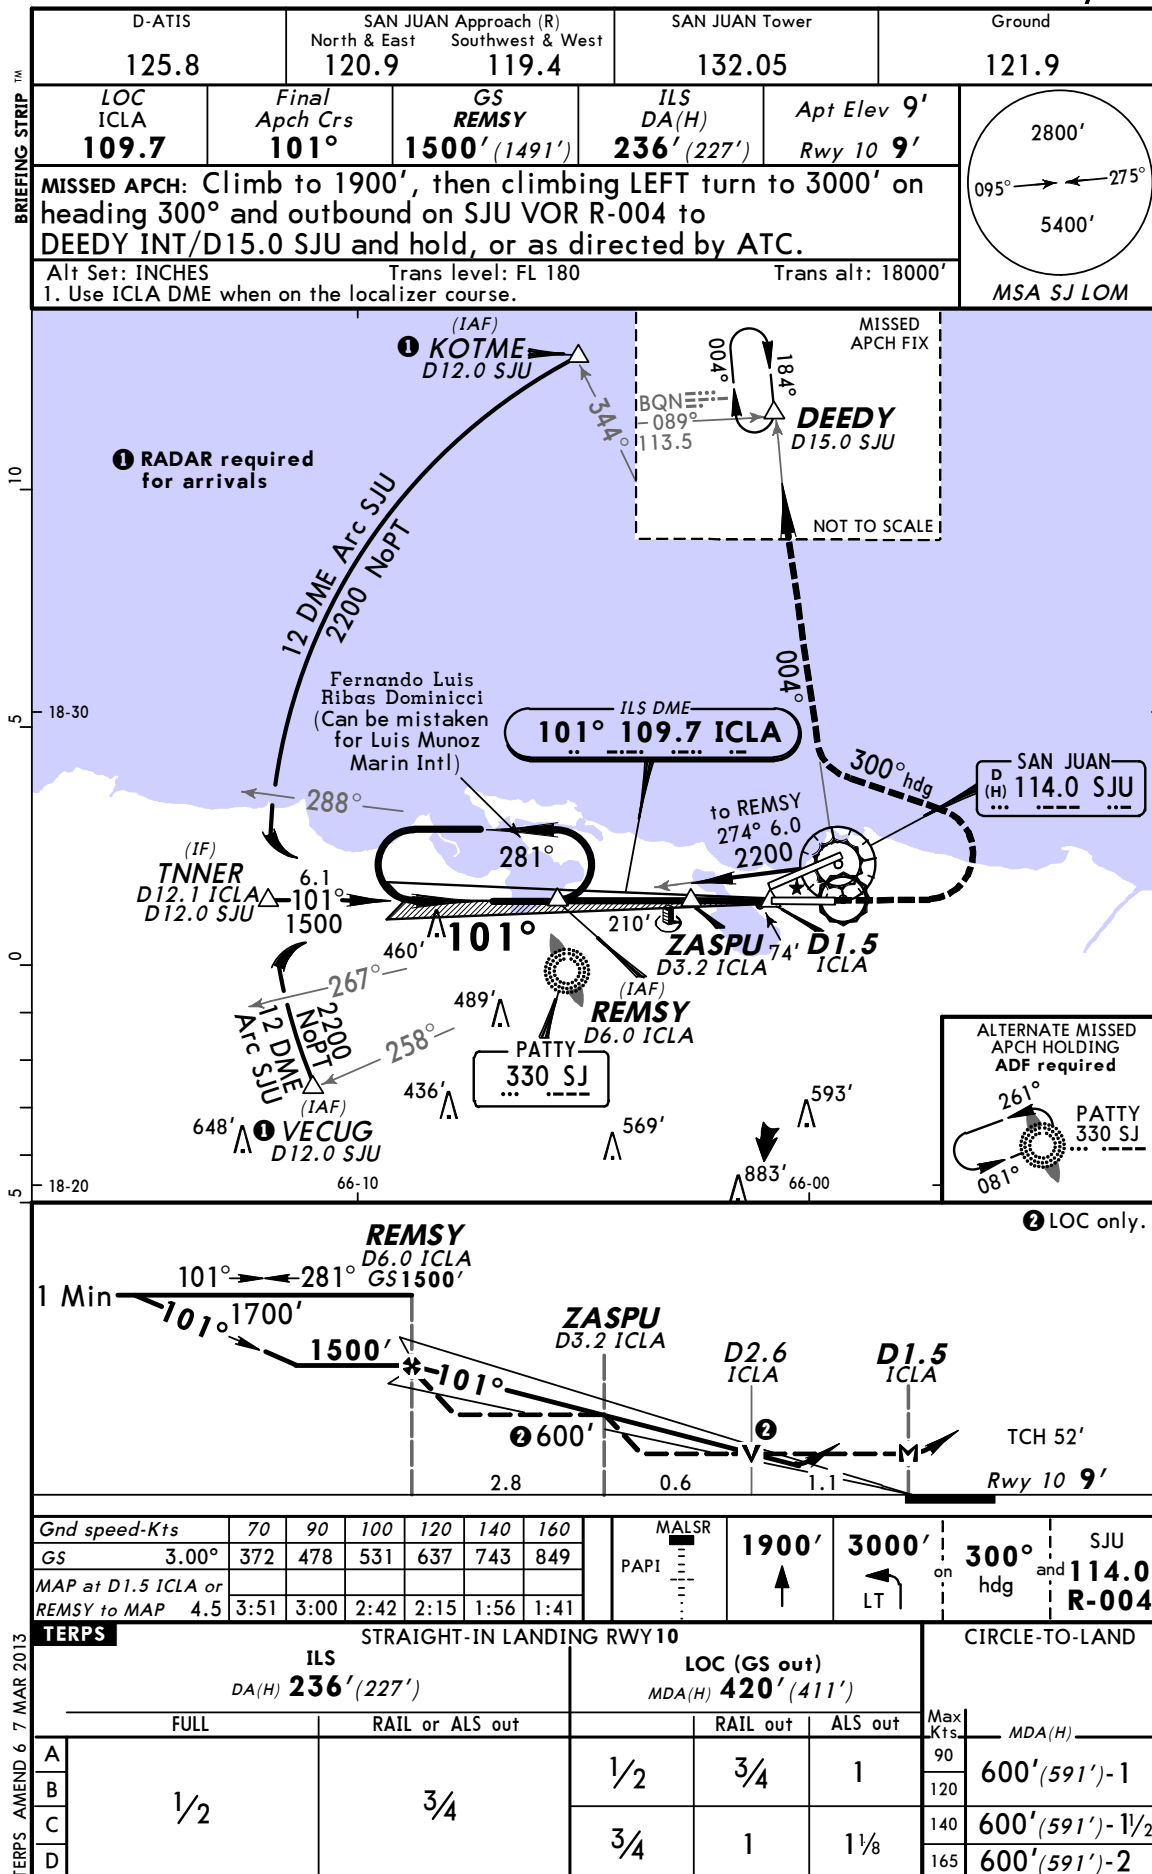 D-ATIS
125.8
SAN JUAN Approach (R)
North & East Southwest & West
120.9 119.4
SAN JUAN Tower
132.05
Ground
121.9
BRIEFING STRIP ™
LOC
ICLA
109.7
Final
Apch Crs
101°
GS
REMSY
1500' (1491')
ILS
DA(H)
236' (227')
Apt Elev 9'
Rwy 10 9'
2800'
095° 275°
5400'
MSA SJ LOM
MISSED APCH: Climb to 1900', then climbing LEFT turn to 3000' on
heading 300° and outbound on SJU VOR R-004 to
DEEDY INT/D15.0 SJU and hold, or as directed by ATC.
Alt Set: INCHES Trans level: FL 180 Trans alt: 18000'
1. Use ICLA DME when on the localizer course.
(IAF)
1 KOTME
D12.0 SJU
344°
MISSED
APCH FIX
004°
184°
BQN
089°
113.5
DEEDY
D15.0 SJU
NOT TO SCALE
1 RADAR required
for arrivals
12 DME Arc SJU
2200 NoPT
10
5
0
5
18-30
Fernando Luis
Ribas Dominicci
(Can be mistaken
for Luis Munoz
Marin Intl)
ILS DME
101° 109.7 ICLA
004°
300° hdg
SAN JUAN
D
(H) 114.0 SJU
288°
to REMSY
274° 6.0
2200
281°
(IF)
TNNER
D12.1 ICLA
D12.0 SJU
6.1
101°
1500
460'
101°
210'
ZASPU
D3.2 ICLA
74'
D1.5
ICLA
267°
489'
(IAF)
REMSY
D6.0 ICLA
2200
NoPT
12 DME
Arc SJU
258°
PATTY
330 SJ
436'
(IAF)
1 VECUG
D12.0 SJU
648'
569'
593'
883'
ALTERNATE MISSED
APCH HOLDING
ADF required
261°
PATTY
330 SJ
081°
18-20
66-10
66-00
2 LOC only.
REMSY
D6.0 ICLA
GS 1500'
101° 281°
1 Min
1700'
101°
1500'
101°
ZASPU
D3.2 ICLA
D2.6
ICLA
D1.5
ICLA
2 600'
2
V
M
TCH 52'
Rwy 10 9'
2.8 0.6 1.1
Gnd speed-Kts 70 90 100 120 140 160
GS 3.00° 372 478 531 637 743 849
MAP at D1.5 ICLA or
REMSY to MAP 4.5 3:51 3:00 2:42 2:15 1:56 1:41
MALSR
PAPI
1900'
3000'
LT
on
300°
hdg
and
SJU
114.0
R-004
TERPS
STRAIGHT-IN LANDING RWY 10
CIRCLE-TO-LAND
ILS
DA(H) 236' (227')
LOC (GS out)
MDA(H) 420' (411')
FULL
RAIL or ALS out
RAIL out
ALS out
Max
Kts
MDA(H)
A
B
C
D
1/2
3/4
1/2
3/4
1
3/4
1
1 1/8
90
120
600' (591') - 1
140
600' (591') - 1 1/2
165
600' (591') - 2
TERPS AMEND 6 7 MAR 2013